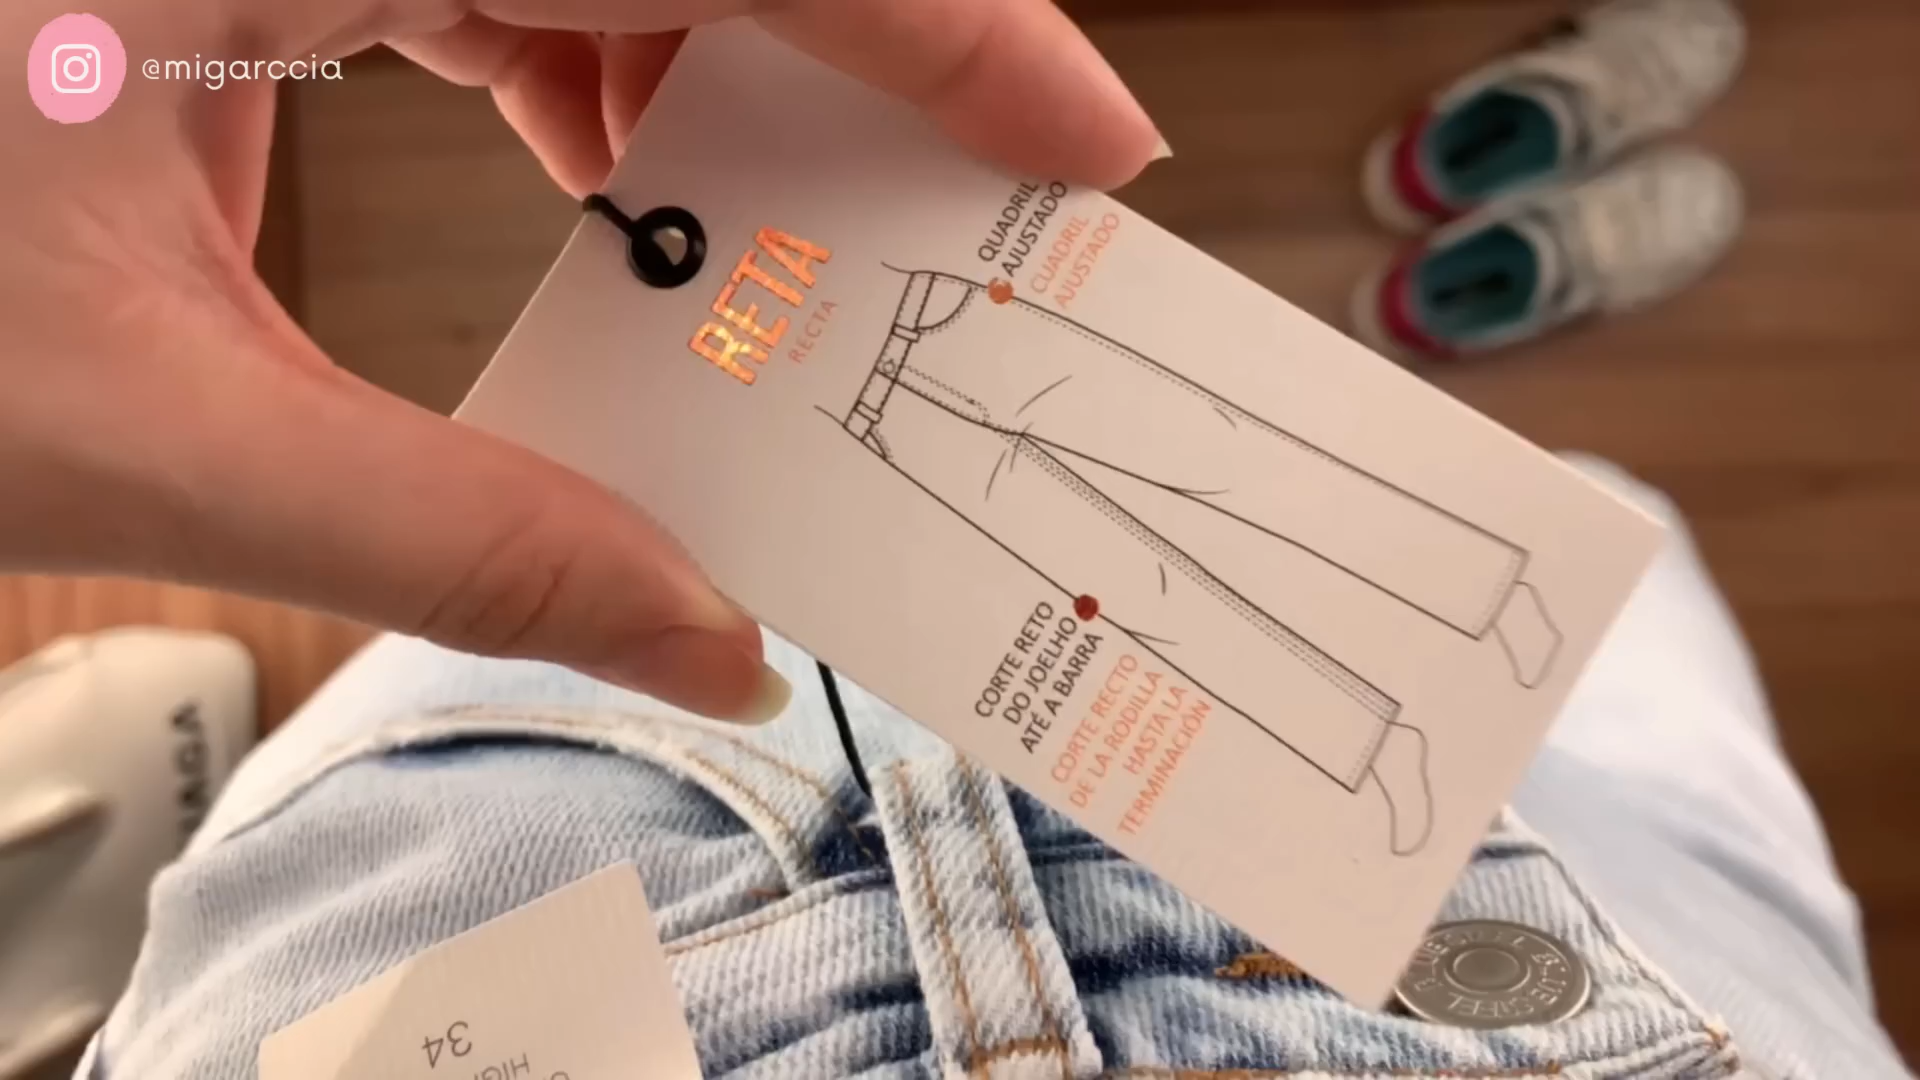 @migarccia
RETA
RECTA
QUADRIL
AJUSTADO
CUADRIL
AJUSTADO
CORTE RETO
DO JOELHO
ATÉ A BARRA
CORTE RECTO
DE LA RODILLA
HASTA LA
TERMINACIÓN
34